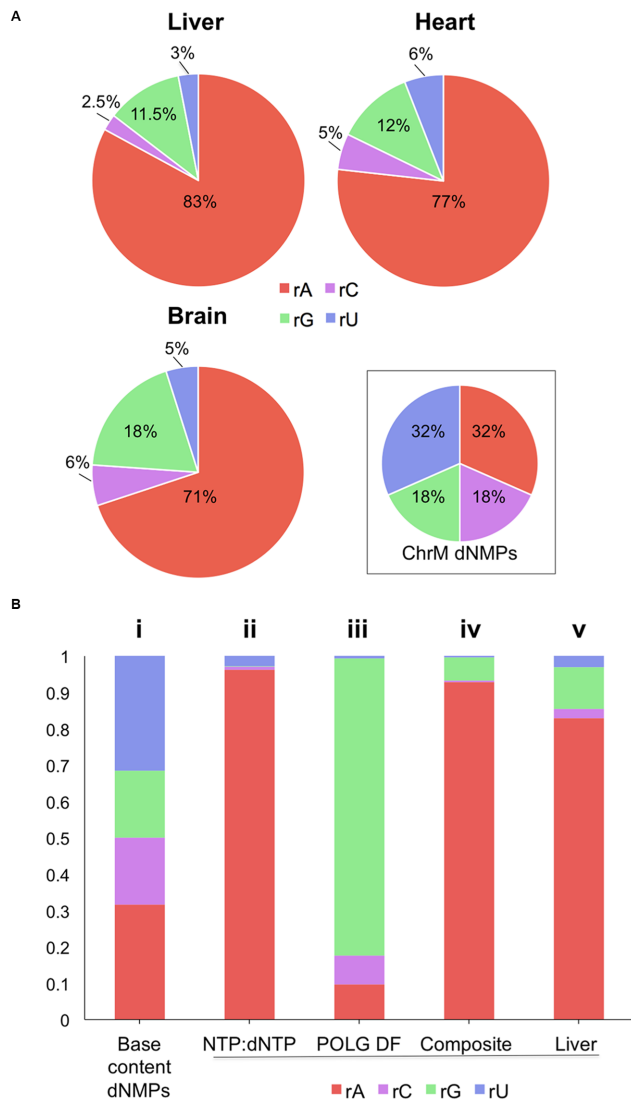 A
Liver
Heart
3%
2.5%
11.5%
83%
6%
5%
12%
77%
rA rC
rG rU
Brain
5%
18%
6%
71%
32% 32%
18% 18%
ChrM dNMPs
B
i ii iii iv v
1
0.9
0.8
0.7
0.6
0.5
0.4
0.3
0.2
0.1
0
Base content dNMPs
NTP:dNTP
POLG DF
Composite
Liver
rA rC rG rU